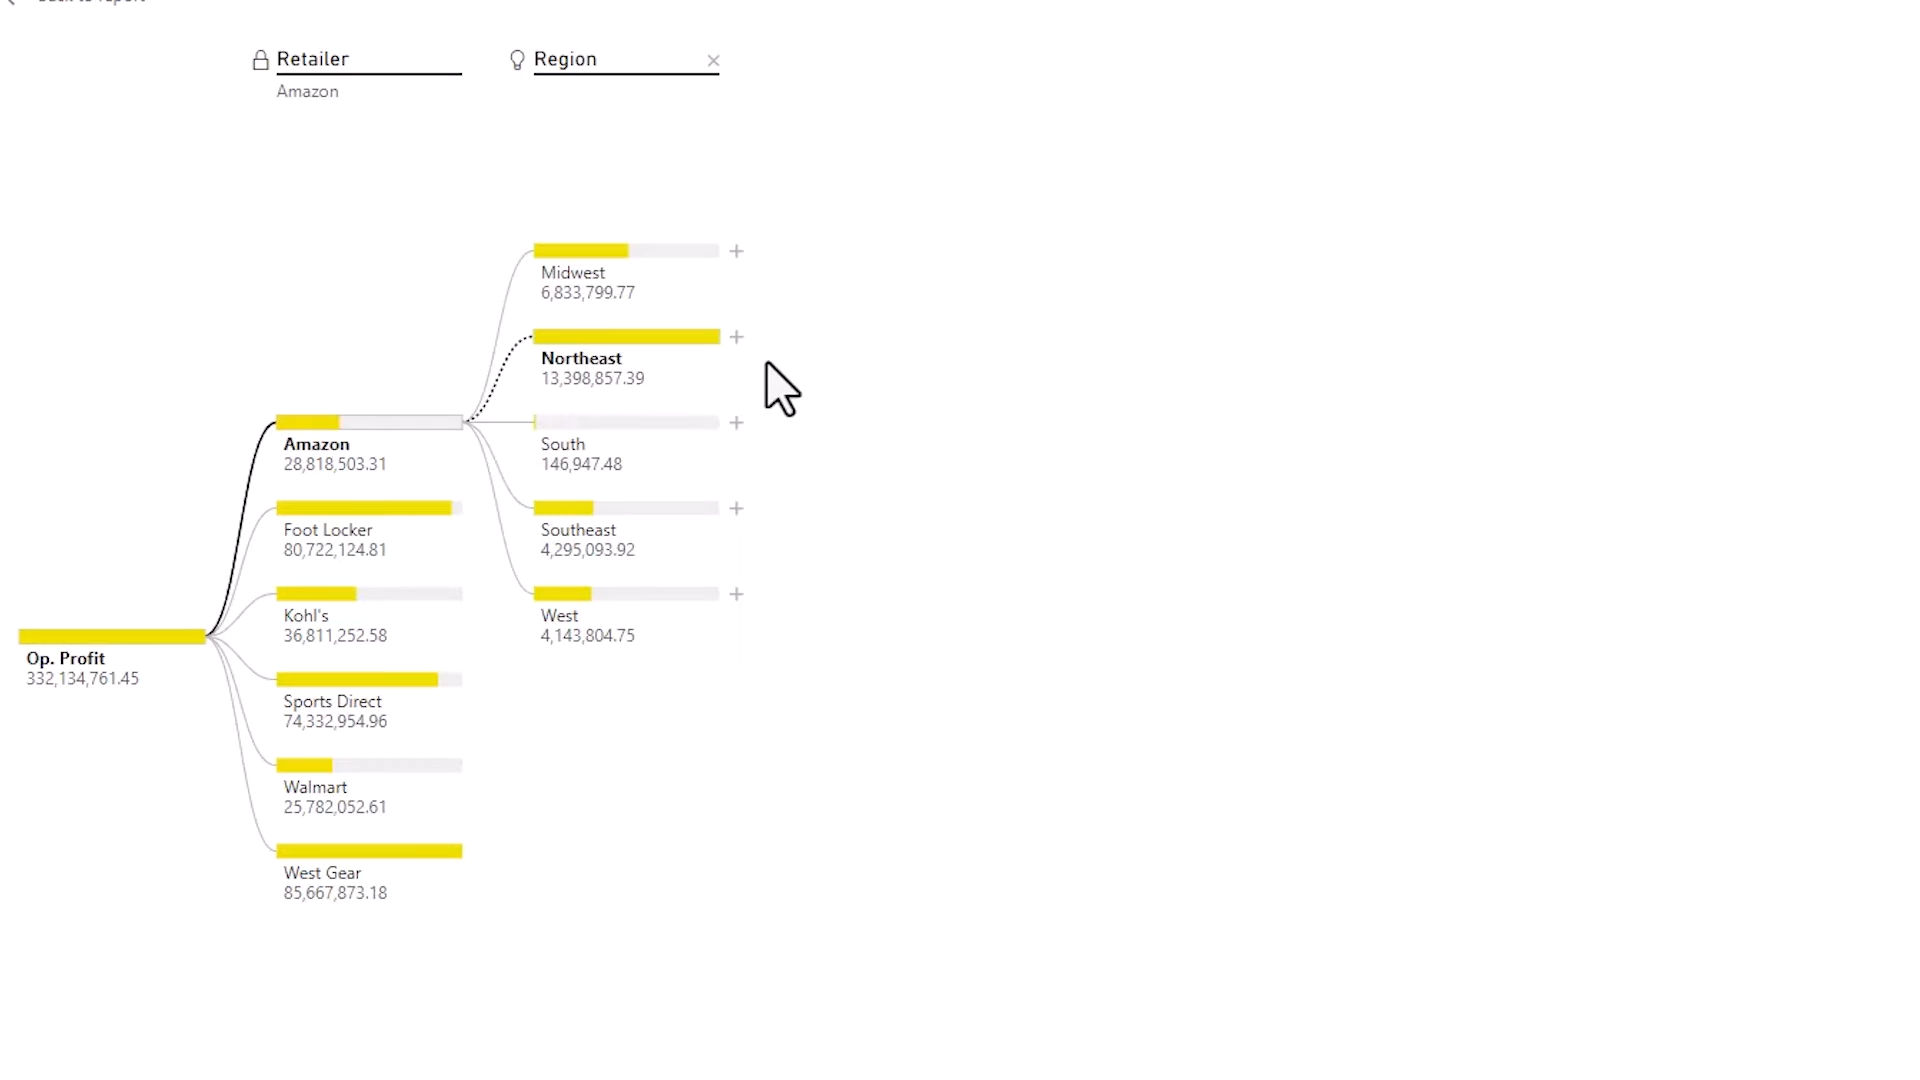 Back to report
Retailer
Amazon
Region
Midwest
6,833,799.77
Northeast
13,398,857.39
South
146,947.48
Southeast
4,295,093.92
West
4,143,804.75
Amazon
28,818,503.31
Foot Locker
80,722,124.81
Kohl's
36,811,252.58
Sports Direct
74,332,954.96
Walmart
25,782,052.61
West Gear
85,667,873.18
Op. Profit
332,134,761.45